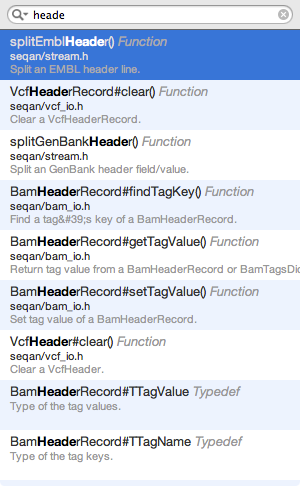 heade
splitEmblHeader() Function
seqan/stream.h
Split an EMBL header line.
VcfHeaderRecord#clear() Function
seqan/vcf_io.h
Clear a VcfHeaderRecord.
splitGenBankHeader() Function
seqan/stream.h
Split an GenBank header field/value.
BamHeaderRecord#findTagKey() Function
seqan/bam_io.h
Find a tag&#39;s key of a BamHeaderRecord.
BamHeaderRecord#getTagValue() Function
seqan/bam_io.h
Return tag value from a BamHeaderRecord or BamTagsDic
BamHeaderRecord#setTagValue() Function
seqan/bam_io.h
Set tag value of a BamHeaderRecord.
VcfHeader#clear() Function
seqan/vcf_io.h
Clear a VcfHeader.
BamHeaderRecord#TTagValue Typedef
Type of the tag values.
BamHeaderRecord#TTagName Typedef
Type of the tag keys.